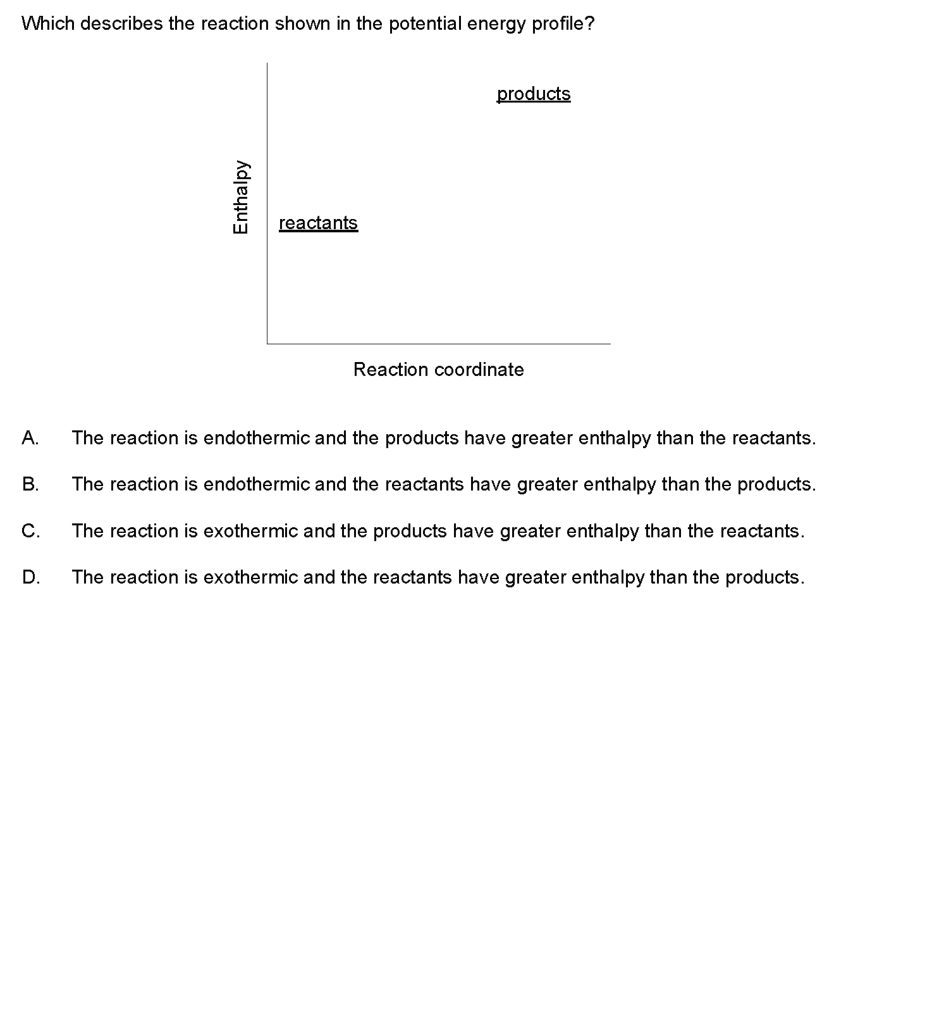 Which describes the reaction shown in the potential energy profile?
products
Enthalpy
reactants
Reaction coordinate
A. The reaction is endothermic and the products have greater enthalpy than the reactants.
B. The reaction is endothermic and the reactants have greater enthalpy than the products.
C. The reaction is exothermic and the products have greater enthalpy than the reactants.
D. The reaction is exothermic and the reactants have greater enthalpy than the products.